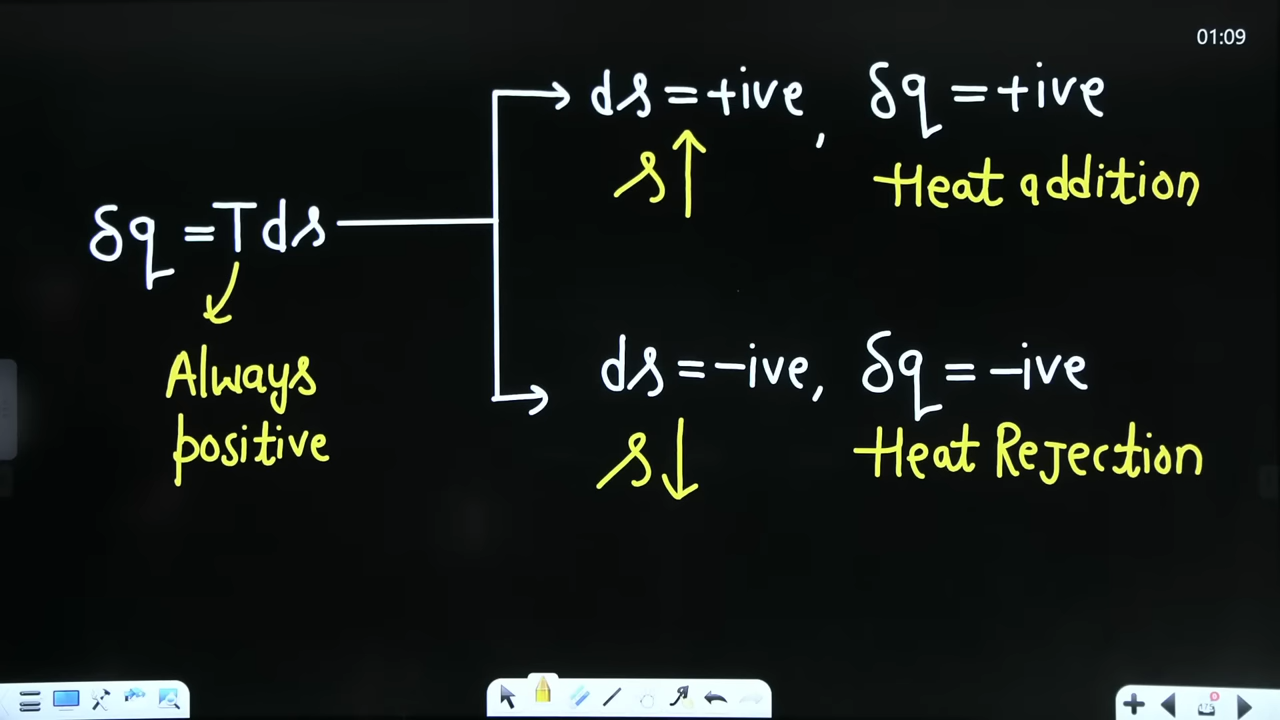 01:09
ds = +ive, δq = +ive
s↑ Heat addition
δq = Tds
Always
positive
ds = -ive, δq = -ive
s↓ Heat Rejection